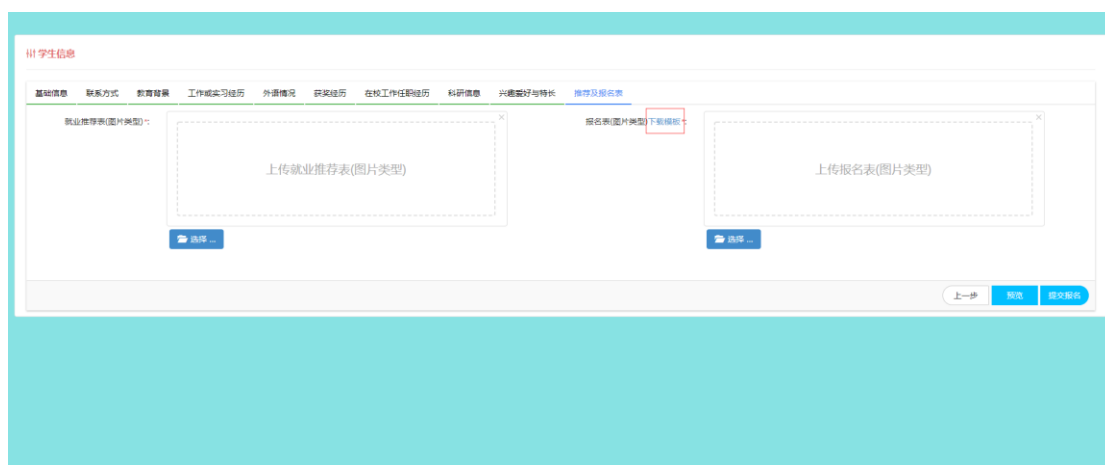 学生信息
基础信息 联系方式 教育背景 工作或实习经历 外语情况 获奖经历 在校工作任职经历 科研信息 兴趣爱好与特长 推荐及报名表
就业推荐表(图片类型)*:
上传就业推荐表(图片类型)
选择 ...
报名表(图片类型)下载模板*:
上传报名表(图片类型)
选择 ...
上一步 预览 提交报名